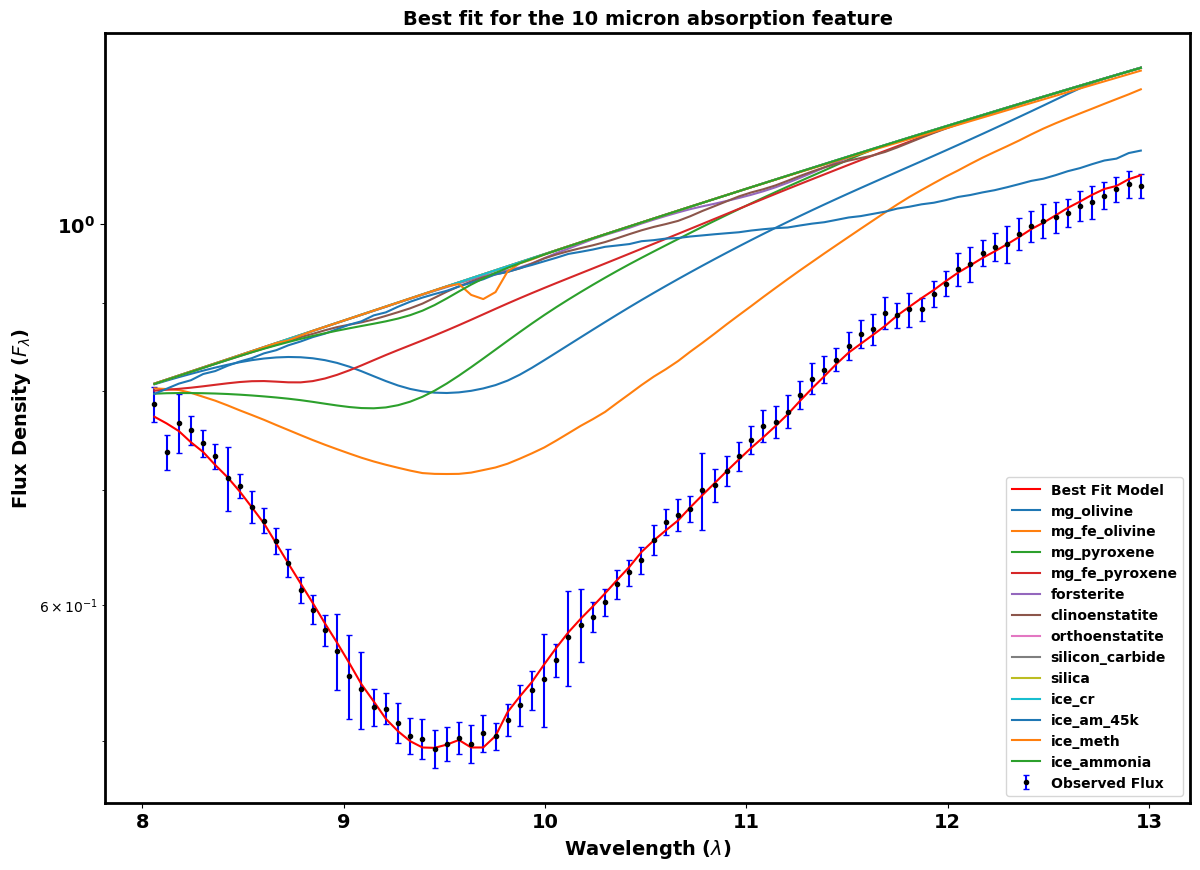 Best fit for the 10 micron absorption feature
Flux Density ($F_\lambda$)
10⁰
6 × 10⁻¹
Best Fit Model
mg_olivine
mg_fe_olivine
mg_pyroxene
mg_fe_pyroxene
forsterite
clinoenstatite
orthoenstatite
silicon_carbide
silica
ice_cr
ice_am_45k
ice_meth
ice_ammonia
Observed Flux
8 9 10 11 12 13
Wavelength (λ)